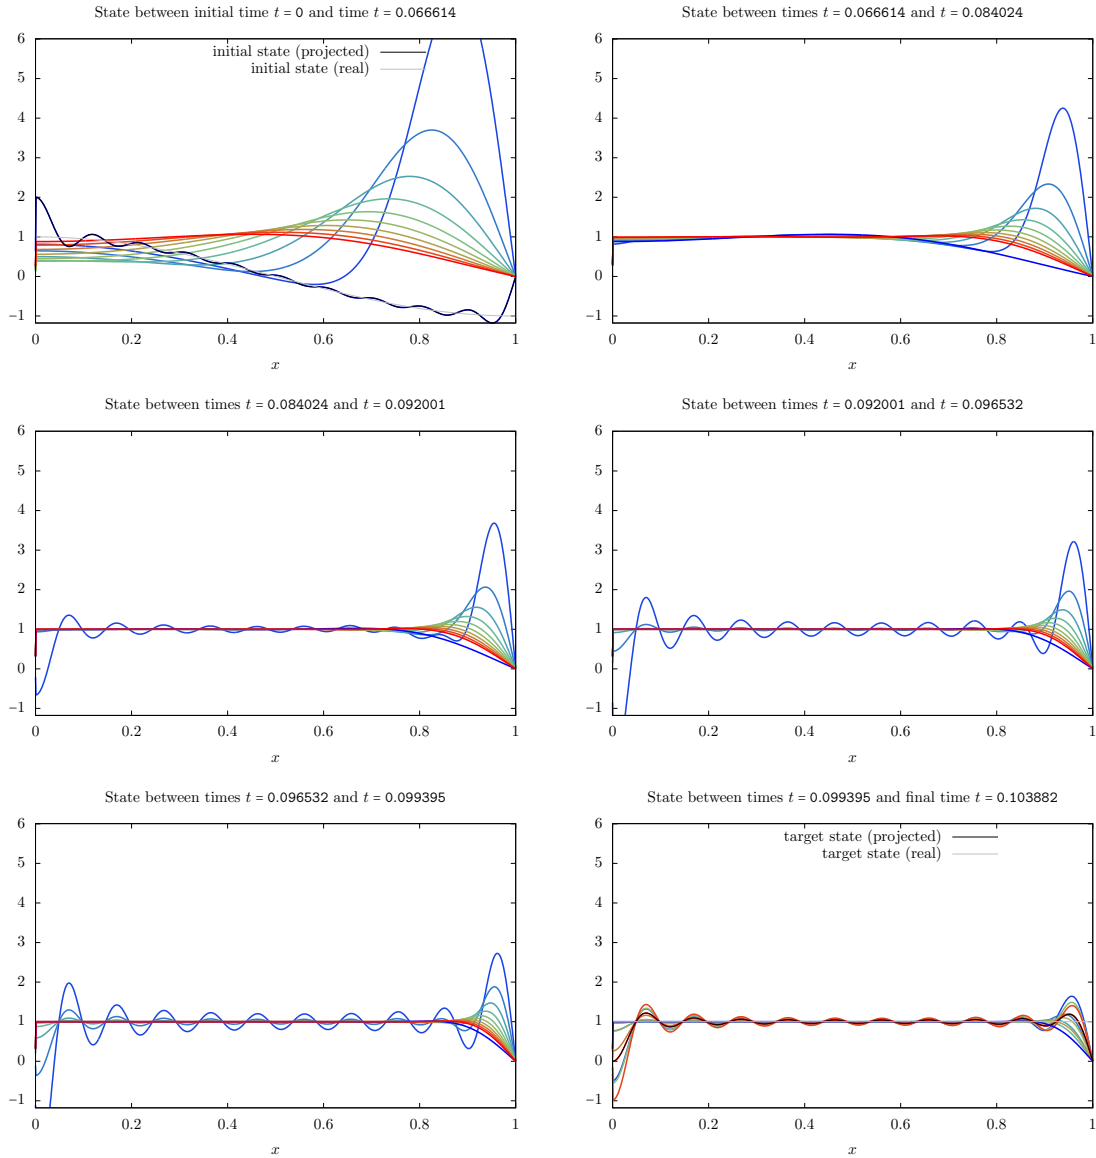 State between initial time t = 0 and time t = 0.066614
6
5
4
3
2
1
0
−1
initial state (projected)
initial state (real)
0 0.2 0.4 0.6 0.8 1
x
State between times t = 0.066614 and t = 0.084024
6
5
4
3
2
1
0
−1
0 0.2 0.4 0.6 0.8 1
x
State between times t = 0.084024 and t = 0.092001
6
5
4
3
2
1
0
−1
0 0.2 0.4 0.6 0.8 1
x
State between times t = 0.092001 and t = 0.096532
6
5
4
3
2
1
0
−1
0 0.2 0.4 0.6 0.8 1
x
State between times t = 0.096532 and t = 0.099395
6
5
4
3
2
1
0
−1
0 0.2 0.4 0.6 0.8 1
x
State between times t = 0.099395 and final time t = 0.103882
6
5
4
3
2
1
0
−1
target state (projected)
target state (real)
0 0.2 0.4 0.6 0.8 1
x